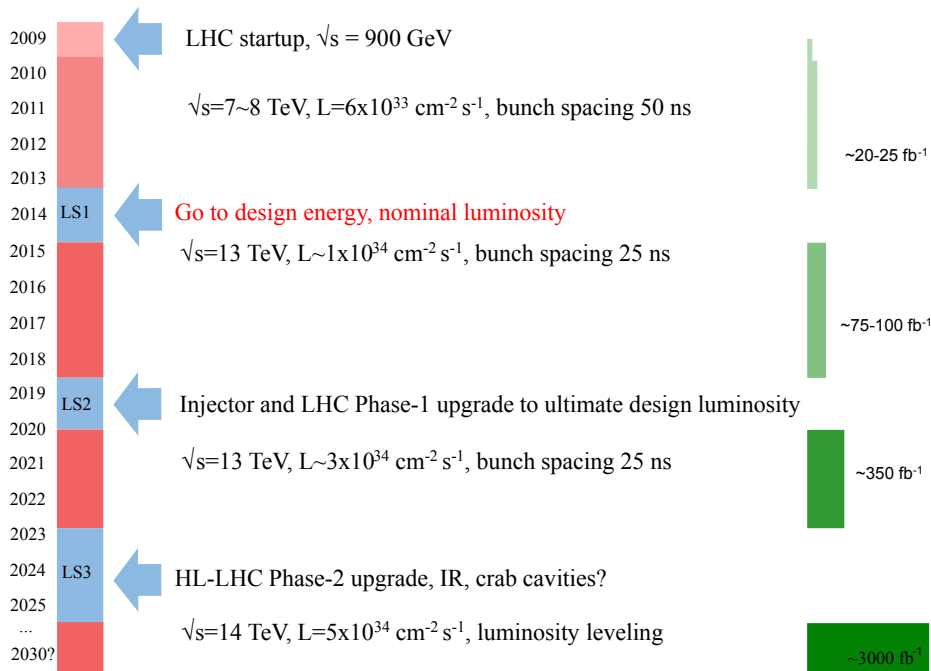 2009 LHC startup, √s = 900 GeV
2010
2011 √s=7~8 TeV, L=6x10³³ cm⁻² s⁻¹, bunch spacing 50 ns
2012 ~20-25 fb⁻¹
2013
2014 LS1 Go to design energy, nominal luminosity
2015 √s=13 TeV, L~1x10³⁴ cm⁻² s⁻¹, bunch spacing 25 ns
2016
2017 ~75-100 fb⁻¹
2018
2019 LS2 Injector and LHC Phase-1 upgrade to ultimate design luminosity
2020
2021 √s=13 TeV, L~3x10³⁴ cm⁻² s⁻¹, bunch spacing 25 ns ~350 fb⁻¹
2022
2023
2024 LS3 HL-LHC Phase-2 upgrade, IR, crab cavities?
2025
... √s=14 TeV, L=5x10³⁴ cm⁻² s⁻¹, luminosity leveling
2030? ~3000 fb⁻¹